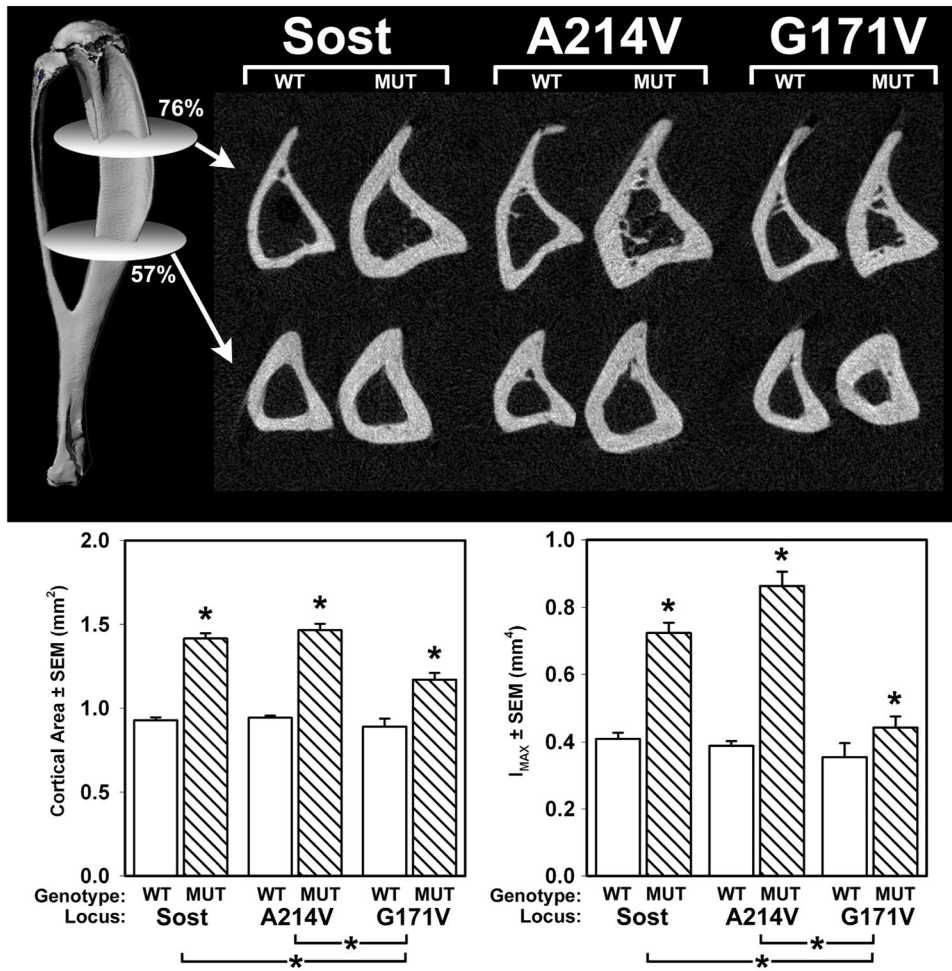 Sost A214V G171V
WT MUT WT MUT WT MUT
76%
57%
Cortical Area ± SEM (mm²)
2.0
1.5
1.0
0.5
0.0
* * *
Genotype: WT MUT WT MUT WT MUT
Locus: Sost A214V G171V
*
*
I_MAX ± SEM (mm⁴)
1.0
0.8
0.6
0.4
0.2
0.0
* * *
Genotype: WT MUT WT MUT WT MUT
Locus: Sost A214V G171V
*
*